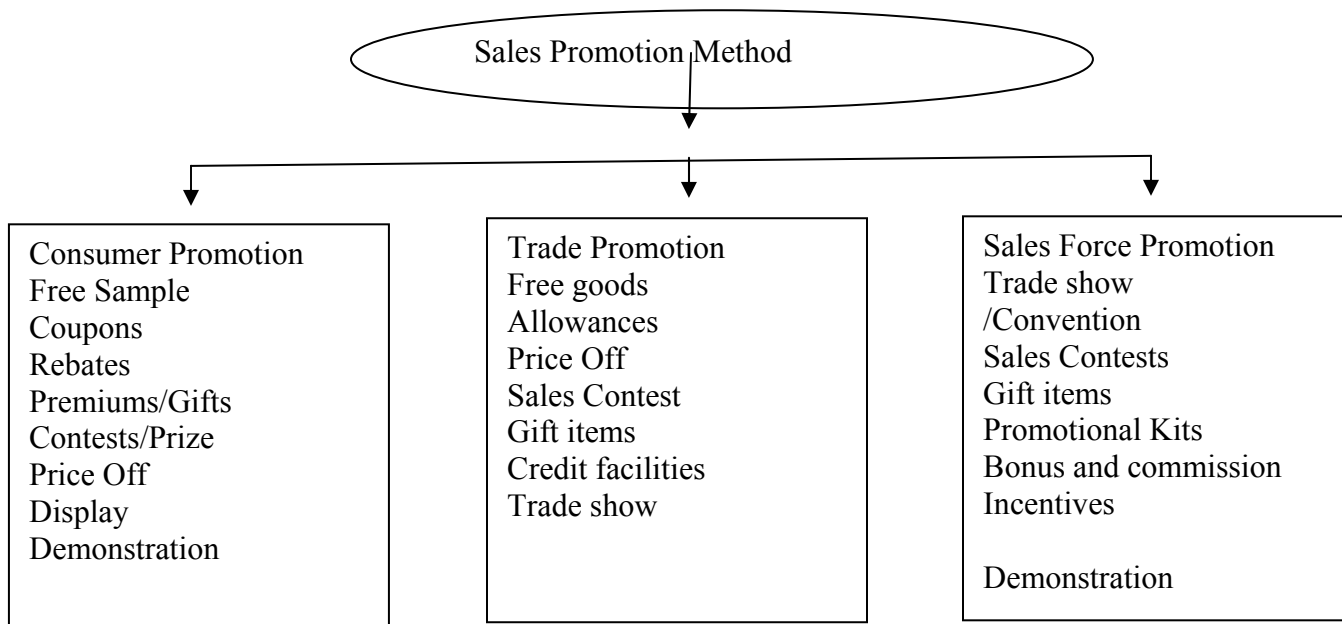 Sales Promotion Method
Consumer Promotion
Free Sample
Coupons
Rebates
Premiums/Gifts
Contests/Prize
Price Off
Display
Demonstration
Trade Promotion
Free goods
Allowances
Price Off
Sales Contest
Gift items
Credit facilities
Trade show
Sales Force Promotion
Trade show
/Convention
Sales Contests
Gift items
Promotional Kits
Bonus and commission
Incentives
Demonstration